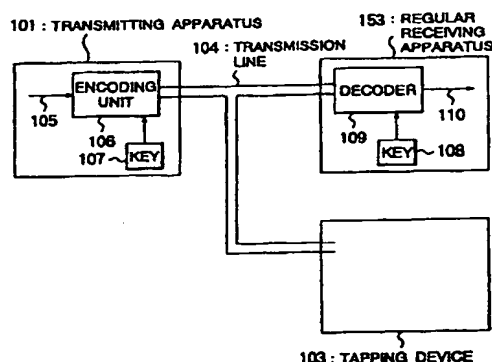 101 : TRANSMITTING APPARATUS
104 : TRANSMISSION
LINE
153 : REGULAR
RECEIVING
APPARATUS
ENCODING
UNIT
105
106
107
KEY
DECODER
109
110
KEY
108
103 : TAPPING DEVICE